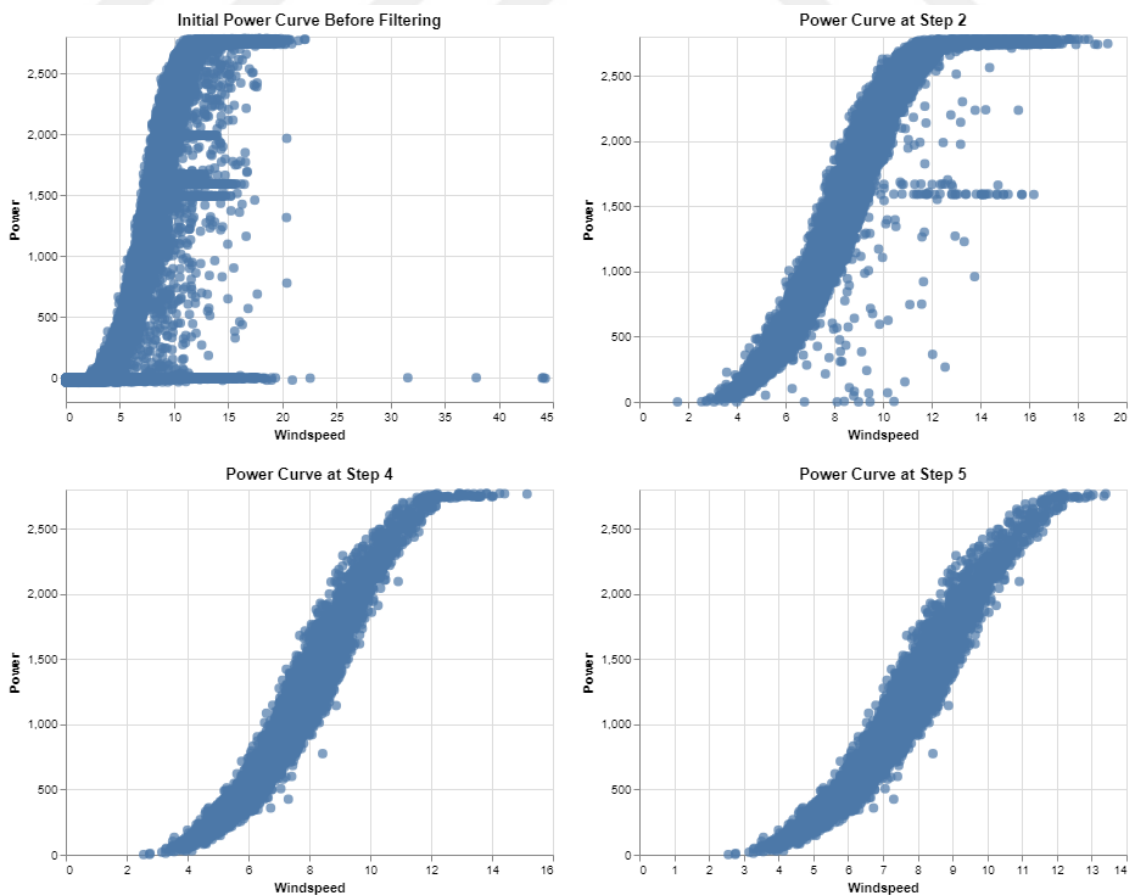 Initial Power Curve Before Filtering
2,500
2,000
1,500
1,000
500
0
Power
0 5 10 15 20 25 30 35 40 45
Windspeed
Power Curve at Step 2
2,500
2,000
1,500
1,000
500
0
Power
0 2 4 6 8 10 12 14 16 18 20
Windspeed
Power Curve at Step 4
2,500
2,000
1,500
1,000
500
0
Power
0 2 4 6 8 10 12 14 16
Windspeed
Power Curve at Step 5
2,500
2,000
1,500
1,000
500
0
Power
0 1 2 3 4 5 6 7 8 9 10 11 12 13 14
Windspeed